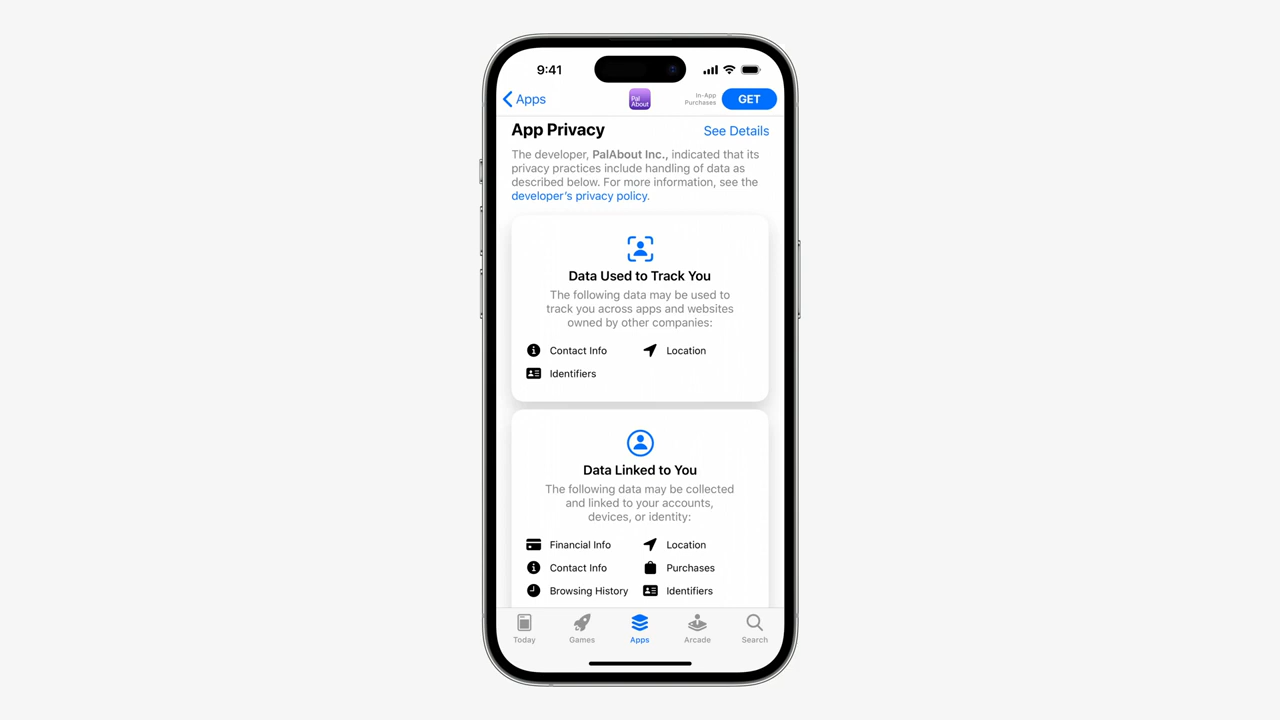 9:41
Apps
Pal
About
In-App
Purchases
GET
App Privacy
See Details
The developer, PalAbout Inc., indicated that its
privacy practices include handling of data as
described below. For more information, see the
developer’s privacy policy.
Data Used to Track You
The following data may be used to
track you across apps and websites
owned by other companies:
Contact Info
Location
Identifiers
Data Linked to You
The following data may be collected
and linked to your accounts,
devices, or identity:
Financial Info
Location
Contact Info
Purchases
Browsing History
Identifiers
Today
Games
Apps
Arcade
Search